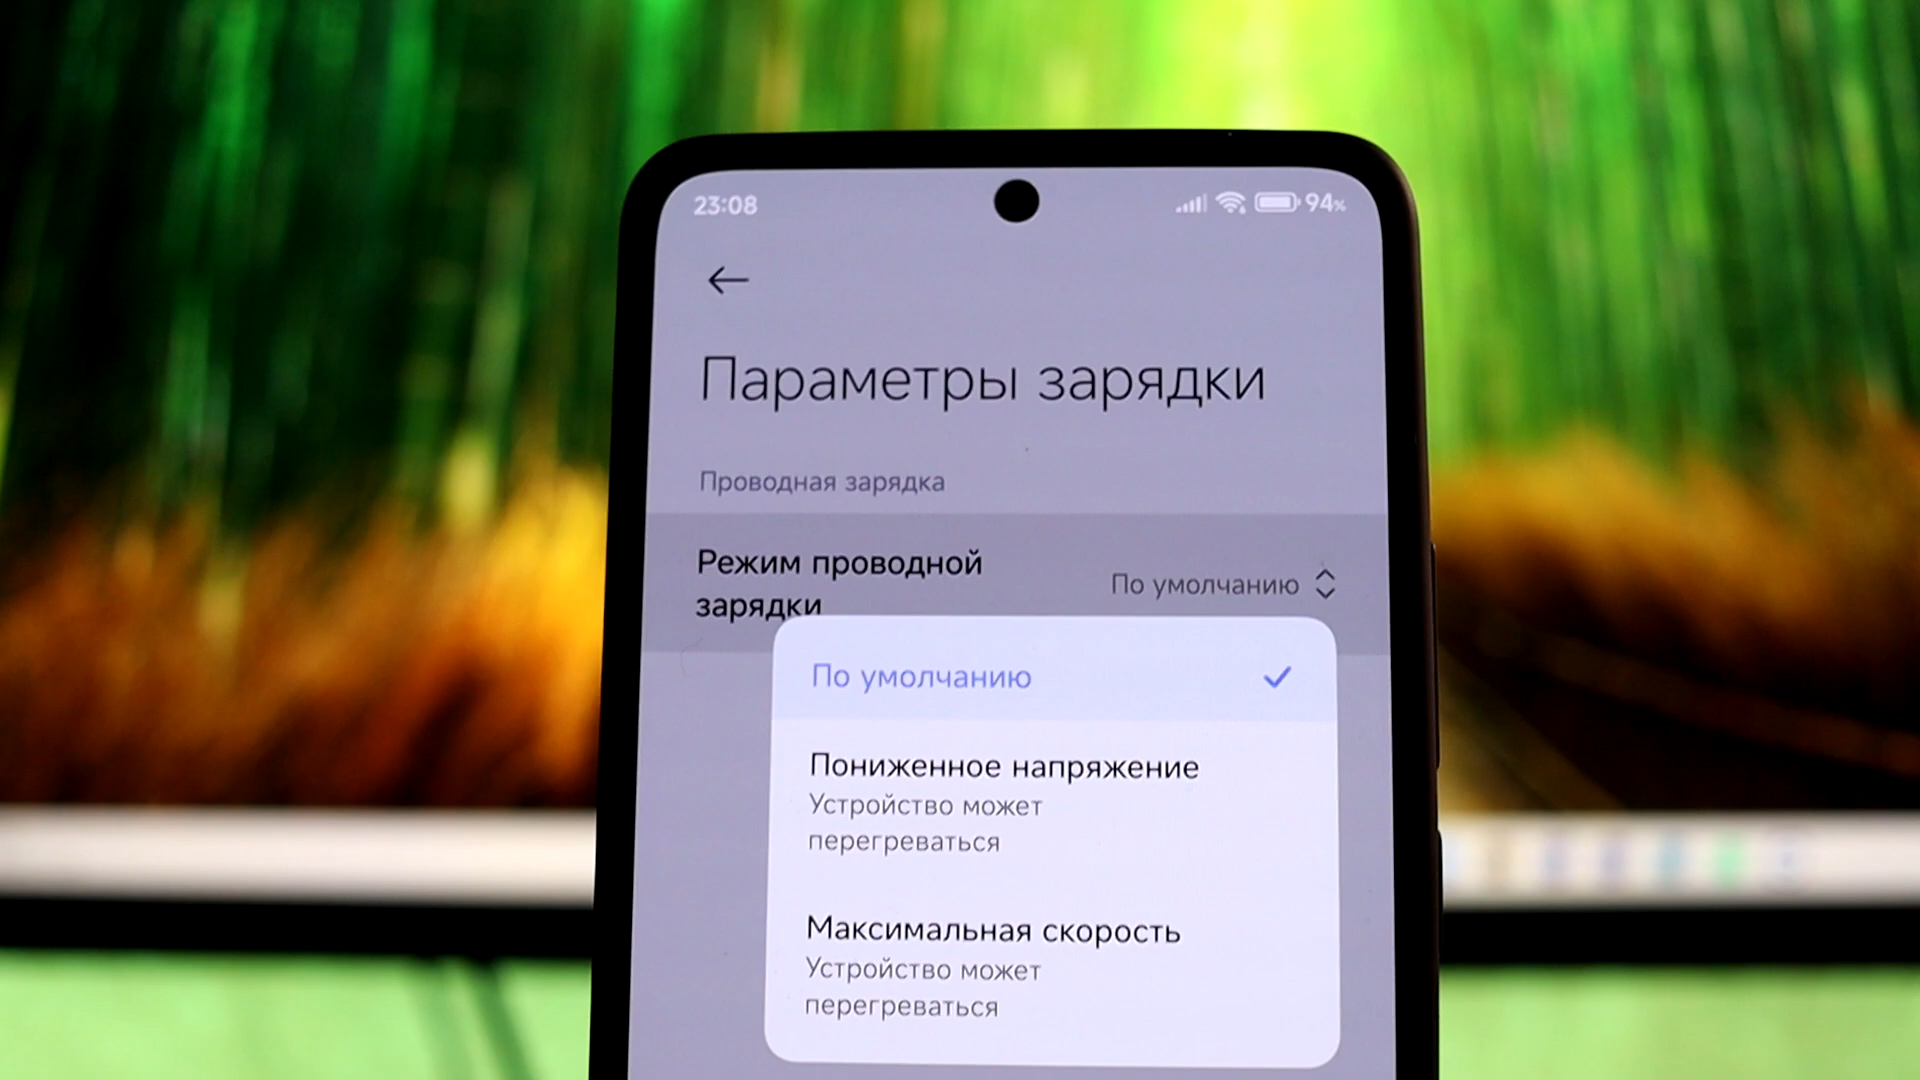 23:08
94%
Параметры зарядки
Проводная зарядка
Режим проводной
зарядки
По умолчанию
По умолчанию
Пониженное напряжение
Устройство может
перегреваться
Максимальная скорость
Устройство может
перегреваться